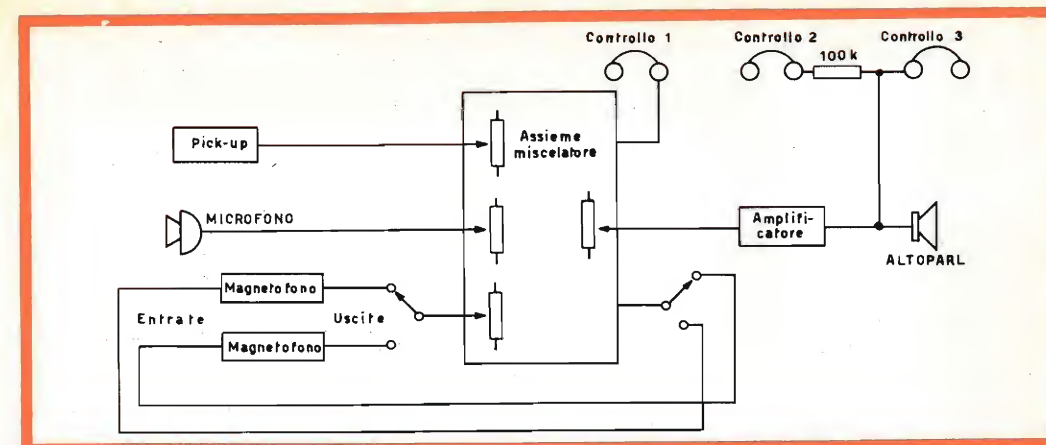 Controllo 1
Controllo 2
Controllo 3
100 k
Pick-up
Assieme
miscelatore
MICROFONO
Amplifi-
catore
ALTOPARL
Magnetofono
Entrate
Uscite
Magnetofono